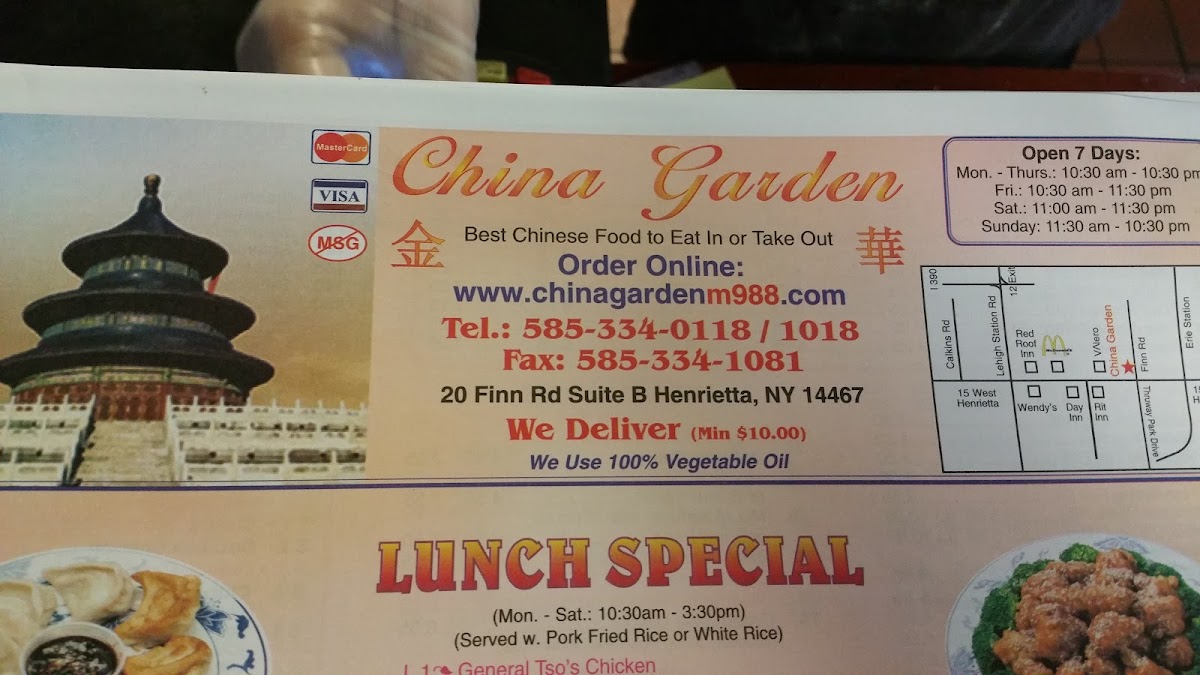 MasterCard
VISA
MSG
China Garden
金 華
Best Chinese Food to Eat In or Take Out
Order Online:
www.chinagardenm988.com
Tel.: 585-334-0118 / 1018
Fax: 585-334-1081
20 Finn Rd Suite B Henrietta, NY 14467
We Deliver (Min $10.00)
We Use 100% Vegetable Oil
Open 7 Days:
Mon. - Thurs.: 10:30 am - 10:30 pm
Fri.: 10:30 am - 11:30 pm
Sat.: 11:00 am - 11:30 pm
Sunday: 11:30 am - 10:30 pm
I 390
12 Exit
Calkins Rd
Lehigh Station Rd
Red
Roof
Inn
M
China Garden
Finn Rd
Erie Station
15 West
Henrietta
Wendy's
Day
Inn
Rit
Inn
Thruway Park Drive
LUNCH SPECIAL
(Mon. - Sat.: 10:30am - 3:30pm)
(Served w. Pork Fried Rice or White Rice)
L 1 General Tso's Chicken